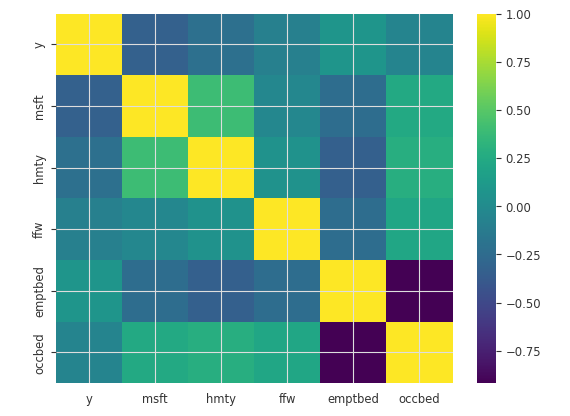 y
msft
hmty
ffw
emptbed
occbed
y msft hmty ffw emptbed occbed
1.00
0.75
0.50
0.25
0.00
−0.25
−0.50
−0.75